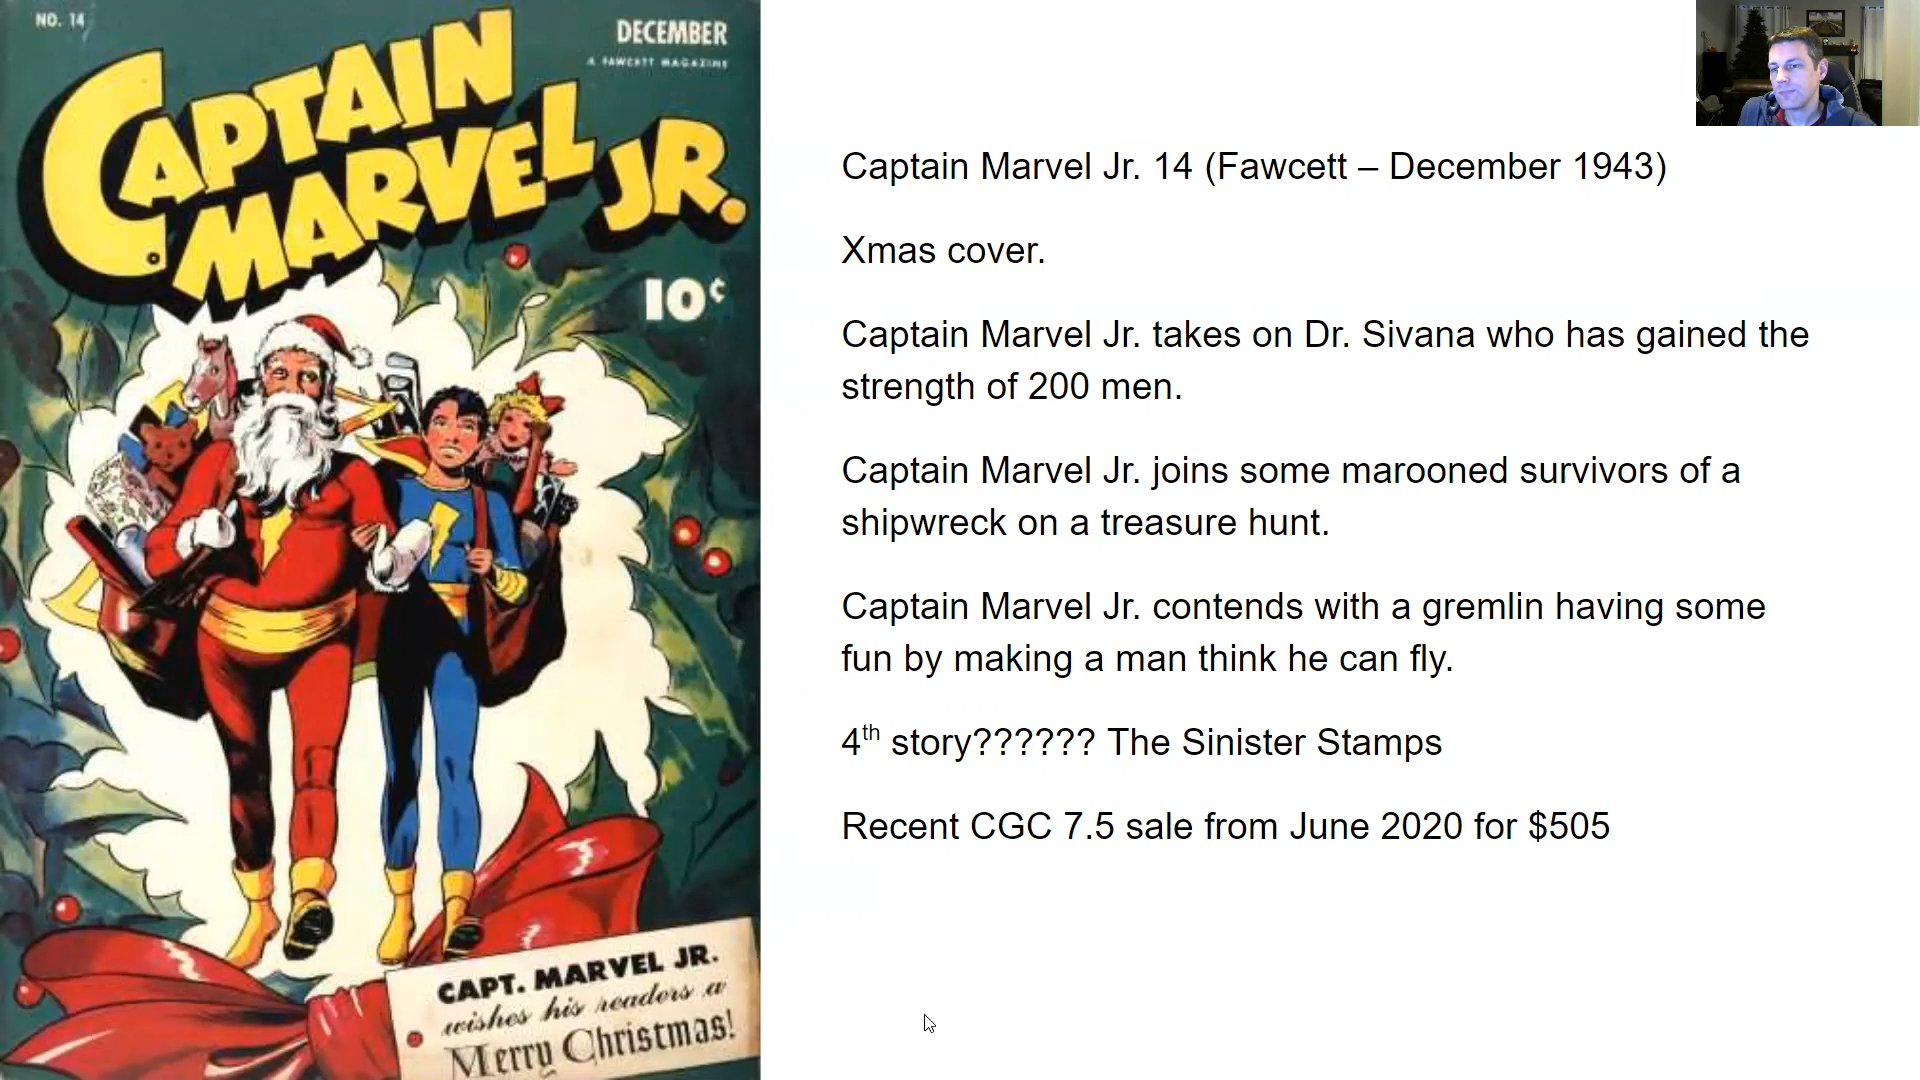 NO. 14
DECEMBER
A FAWCETT MAGAZINE
CAPTAIN
MARVEL JR.
10¢
CAPT. MARVEL JR.
wishes his readers a
Merry Christmas!
Captain Marvel Jr. 14 (Fawcett – December 1943)
Xmas cover.
Captain Marvel Jr. takes on Dr. Sivana who has gained the
strength of 200 men.
Captain Marvel Jr. joins some marooned survivors of a
shipwreck on a treasure hunt.
Captain Marvel Jr. contends with a gremlin having some
fun by making a man think he can fly.
4th story?????? The Sinister Stamps
Recent CGC 7.5 sale from June 2020 for $505